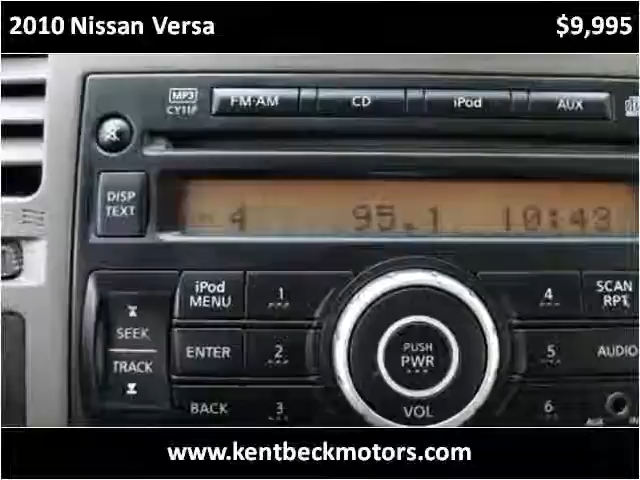 2010 Nissan Versa $9,995
MP3
CY11F
FM·AM CD iPod AUX
DISP
TEXT
4 95.1 10:43
iPod
MENU
1
4
SCAN
RPT
SEEK
TRACK
ENTER
2
PUSH
PWR
5
AUDIO
BACK
3
VOL
6
AUX IN
www.kentbeckmotors.com